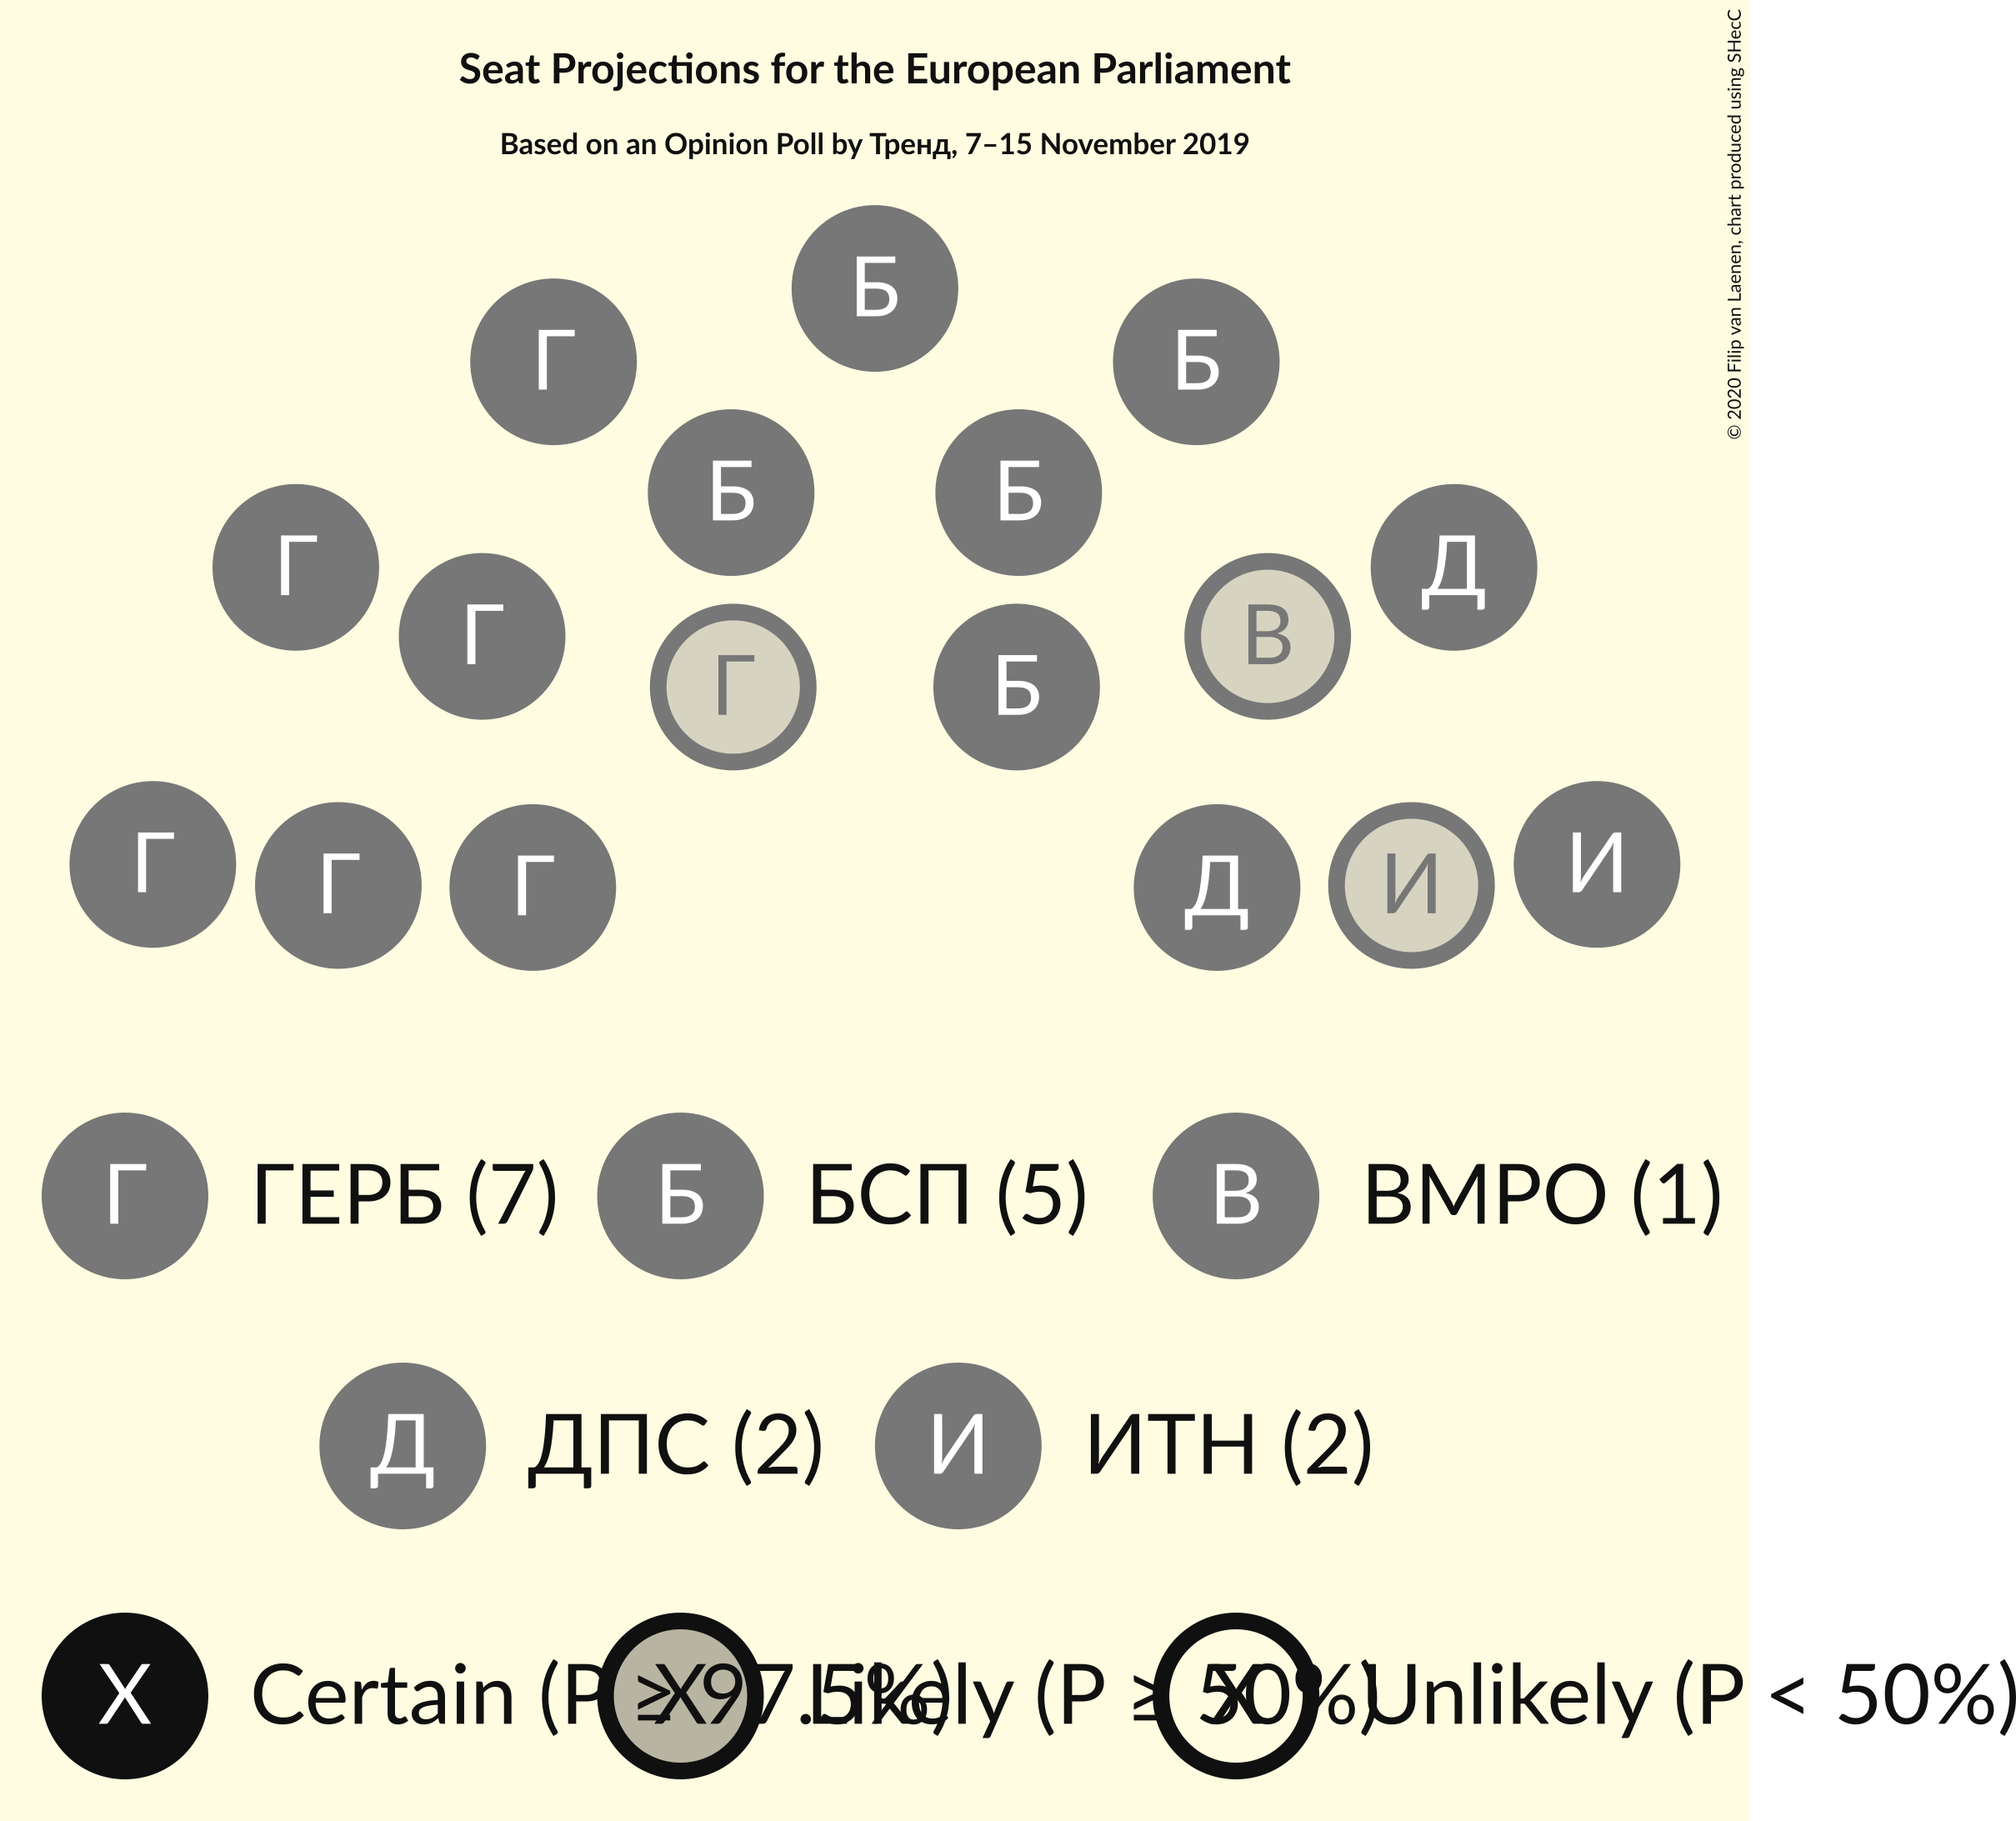 Seat Projections for the European Parliament
Based on an Opinion Poll by Тренд, 7–15 November 2019
© 2020 Filip van Laenen, chart produced using SHecC
Б
Г Б
Б Б
Г Д
Г В
Г Б
Г И
Г И
Г Д
Г ГЕРБ (7) Б БСП (5) В ВМРО (1)
Д ДПС (2) И ИТН (2)
X Certain (P ≥ 97.5%) X Likely (P ≥ 50%) X Unlikely (P < 50%)